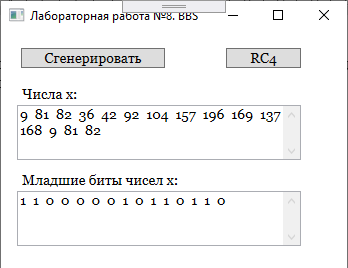 Лабораторная работа №8. BBS
Сгенерировать
RC4
Числа x:
9 81 82 36 42 92 104 157 196 169 137
168 9 81 82
Младшие биты чисел x:
1 1 0 0 0 0 0 1 0 1 1 0 1 1 0